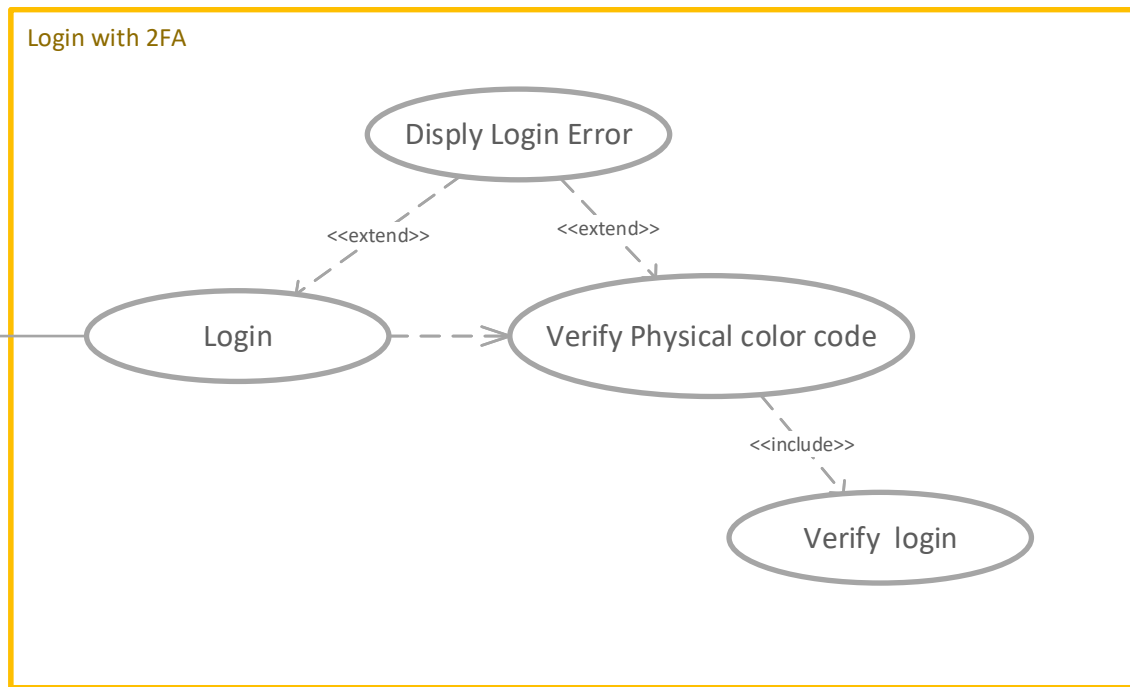 Login with 2FA
Disply Login Error
<<extend>>
<<extend>>
Login
Verify Physical color code
<<include>>
Verify  login